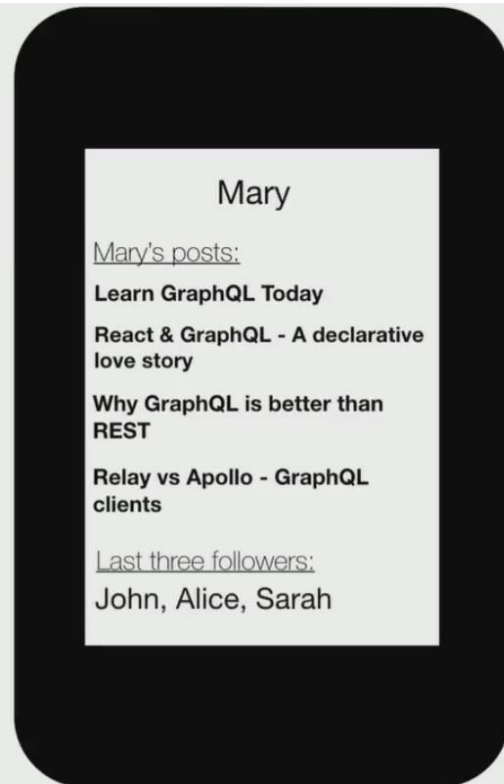 Mary
Mary's posts:
Learn GraphQL Today
React & GraphQL - A declarative
love story
Why GraphQL is better than
REST
Relay vs Apollo - GraphQL
clients
Last three followers:
John, Alice, Sarah